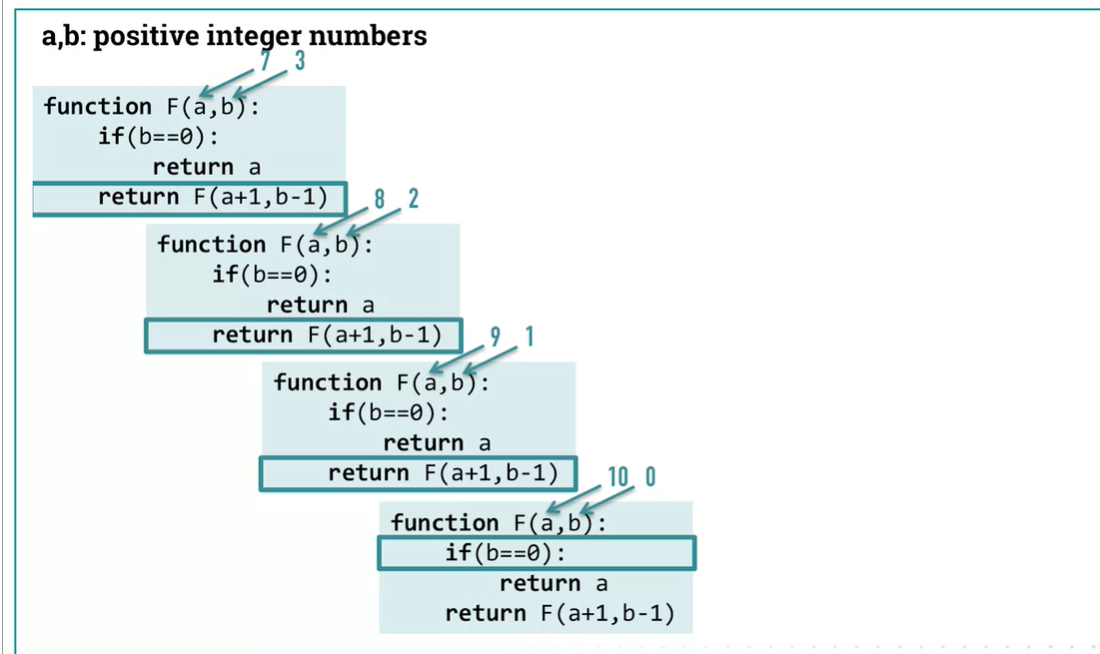 a,b: positive integer numbers
7 3
function F(a,b):
if(b==0):
return a
return F(a+1,b-1)
8 2
function F(a,b):
if(b==0):
return a
return F(a+1,b-1)
9 1
function F(a,b):
if(b==0):
return a
return F(a+1,b-1)
10 0
function F(a,b):
if(b==0):
return a
return F(a+1,b-1)